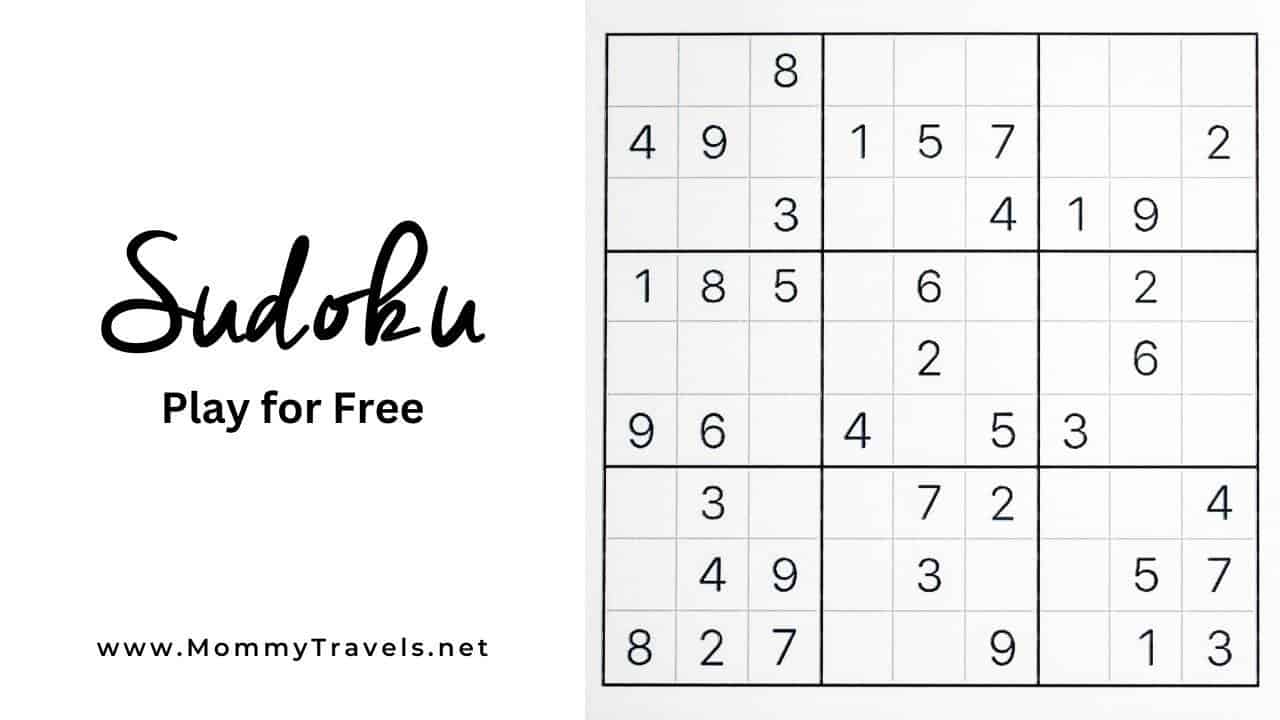 Sudoku
Play for Free
www.MommyTravels.net
8
4 9 1 5 7 2
3 4 1 9
1 8 5 6 2
2 6
9 6 4 5 3
3 7 2 4
4 9 3 5 7
8 2 7 9 1 3